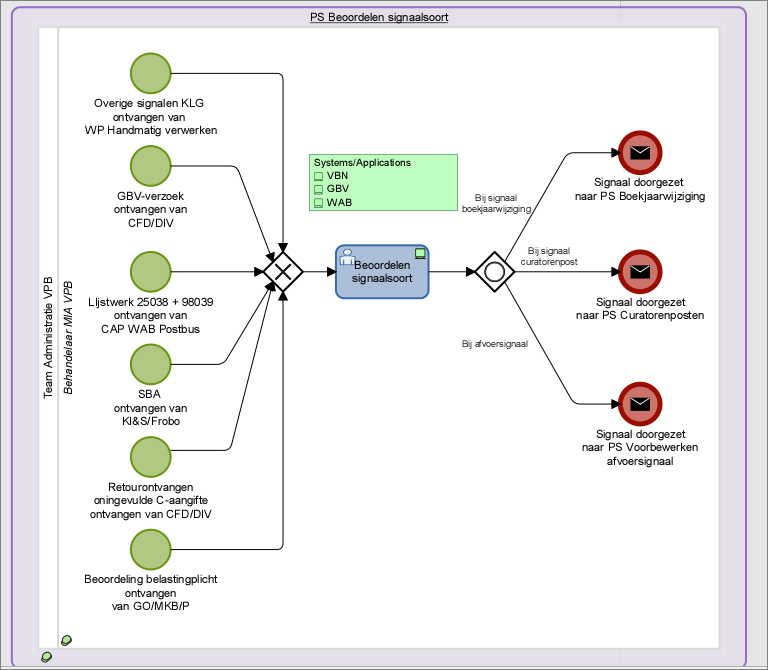 PS Beoordelen signaalsoort
Team Administratie VPB
Behandelaar MIA VPB
Overige signalen KLG
ontvangen van
WP Handmatig verwerken
GBV-verzoek
ontvangen van
CFD/DIV
LIjstwerk 25038 + 98039
ontvangen van
CAP WAB Postbus
SBA
ontvangen van
KI&S/Frobo
Retourontvangen
oningevulde C-aangifte
ontvangen van CFD/DIV
Beoordeling belastingplicht
ontvangen
van GO/MKB/P
Systems/Applications
VBN
GBV
WAB
Beoordelen
signaalsoort
Bij signaal
boekjaarwijziging
Bij signaal
curatorenpost
Bij afvoersignaal
Signaal doorgezet
naar PS Boekjaarwijziging
Signaal doorgezet
naar PS Curatorenposten
Signaal doorgezet
naar PS Voorbewerken
afvoersignaal